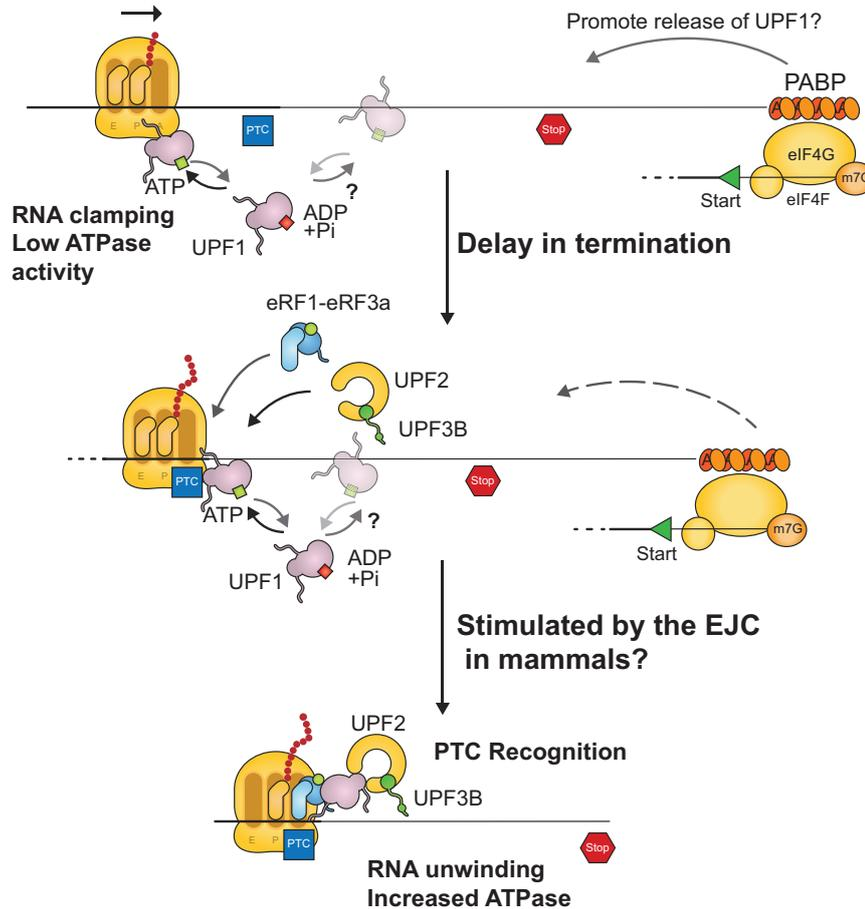 Promote release of UPF1?
PABP
A A A A A
E P A
PTC
Stop
eIF4G
m7G
ATP
Start
eIF4F
?
RNA clamping
Low ATPase
activity
ADP
+Pi
UPF1
Delay in termination
eRF1-eRF3a
UPF2
UPF3B
A A A A A
E P
PTC
Stop
ATP
?
m7G
Start
UPF1
ADP
+Pi
Stimulated by the EJC
in mammals?
UPF2
PTC Recognition
UPF3B
E P
PTC
Stop
RNA unwinding
Increased ATPase